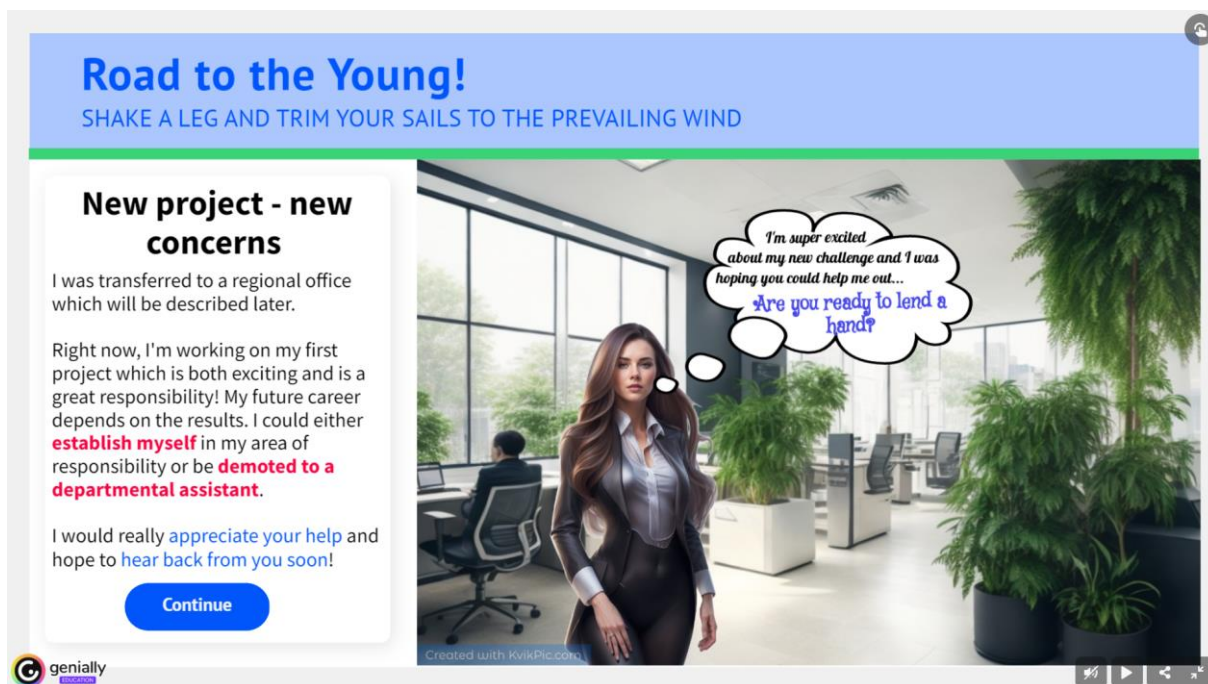 Road to the Young!
SHAKE A LEG AND TRIM YOUR SAILS TO THE PREVAILING WIND
New project - new
concerns
I was transferred to a regional office
which will be described later.
Right now, I'm working on my first
project which is both exciting and is a
great responsibility! My future career
depends on the results. I could either
establish myself in my area of
responsibility or be demoted to a
departmental assistant.
I would really appreciate your help and
hope to hear back from you soon!
Continue
I'm super excited
about my new challenge and I was
hoping you could help me out...
Are you ready to lend a
hand?
Created with KvikPic.com
genially
EDUCATION